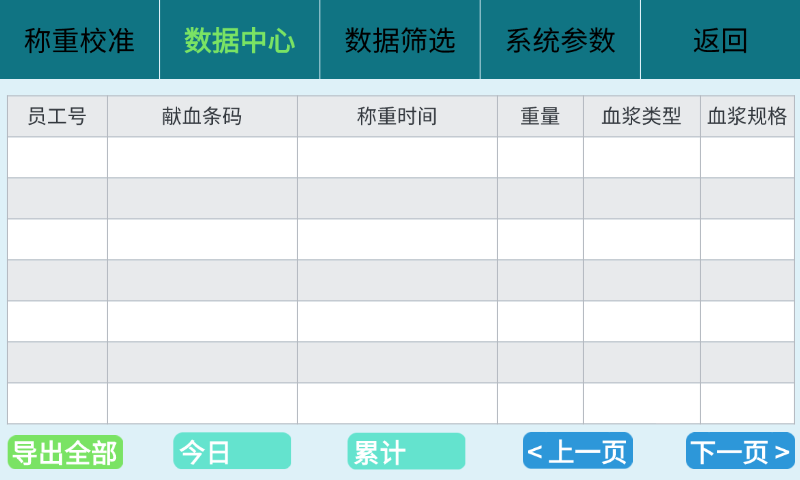 称重校准 数据中心 数据筛选 系统参数 返回
员工号 献血条码 称重时间 重量 血浆类型 血浆规格
导出全部 今日 累计 < 上一页 下一页 >